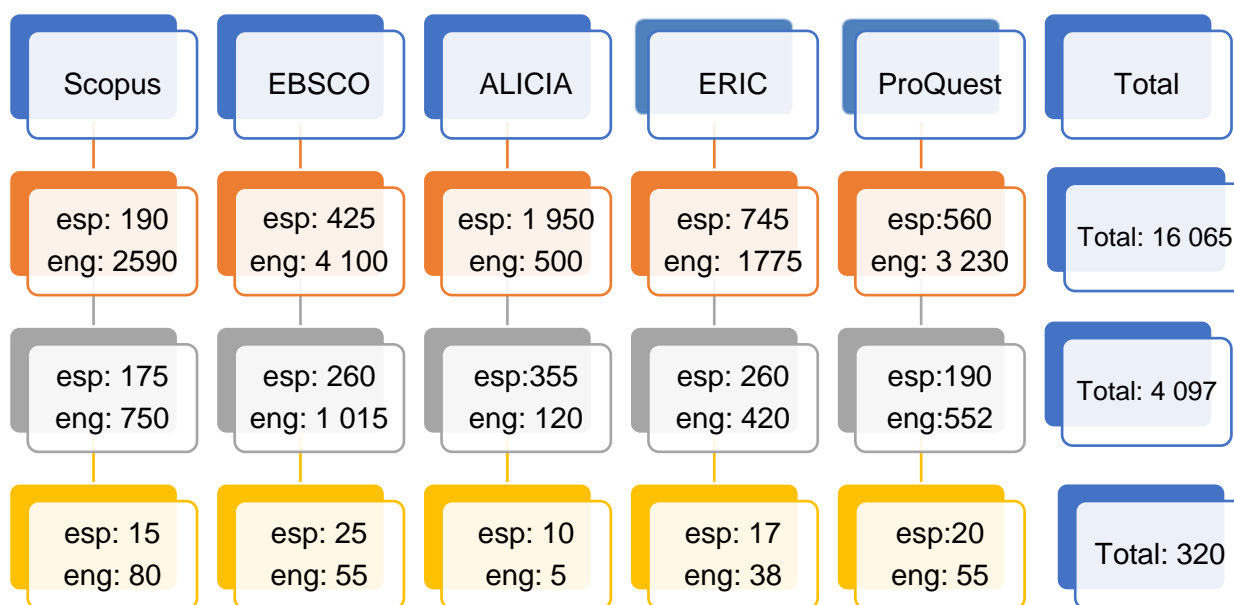 Scopus
EBSCO
ALICIA
ERIC
ProQuest
Total
esp: 190
eng: 2590
esp: 425
eng: 4 100
esp: 1 950
eng: 500
esp: 745
eng: 1775
esp:560
eng: 3 230
Total: 16 065
esp: 175
eng: 750
esp: 260
eng: 1 015
esp:355
eng: 120
esp: 260
eng: 420
esp:190
eng:552
Total: 4 097
esp: 15
eng: 80
esp: 25
eng: 55
esp: 10
eng: 5
esp: 17
eng: 38
esp:20
eng: 55
Total: 320